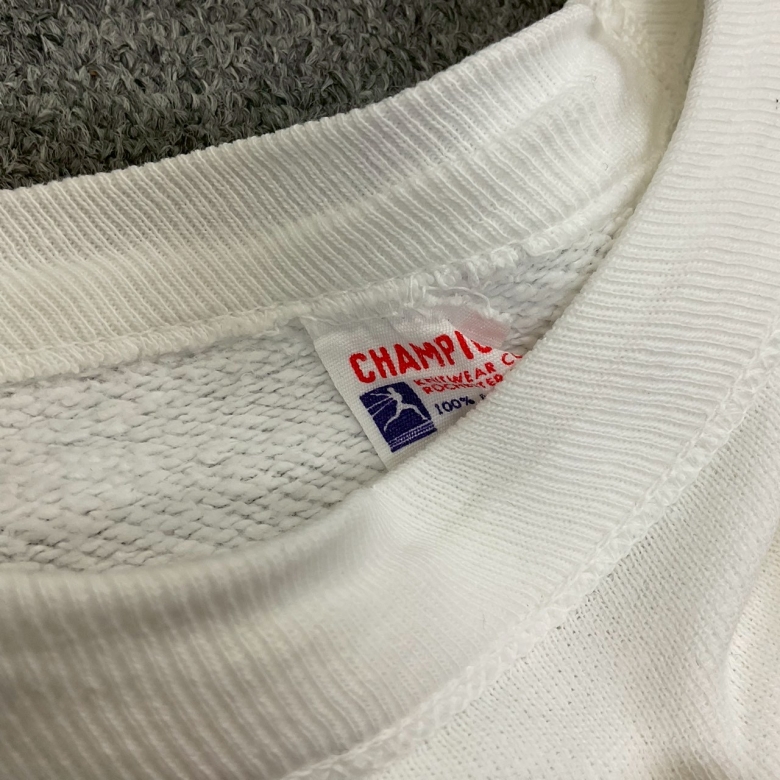 CHAMPIO
KNITWEAR CO
ROCHESTER
100%